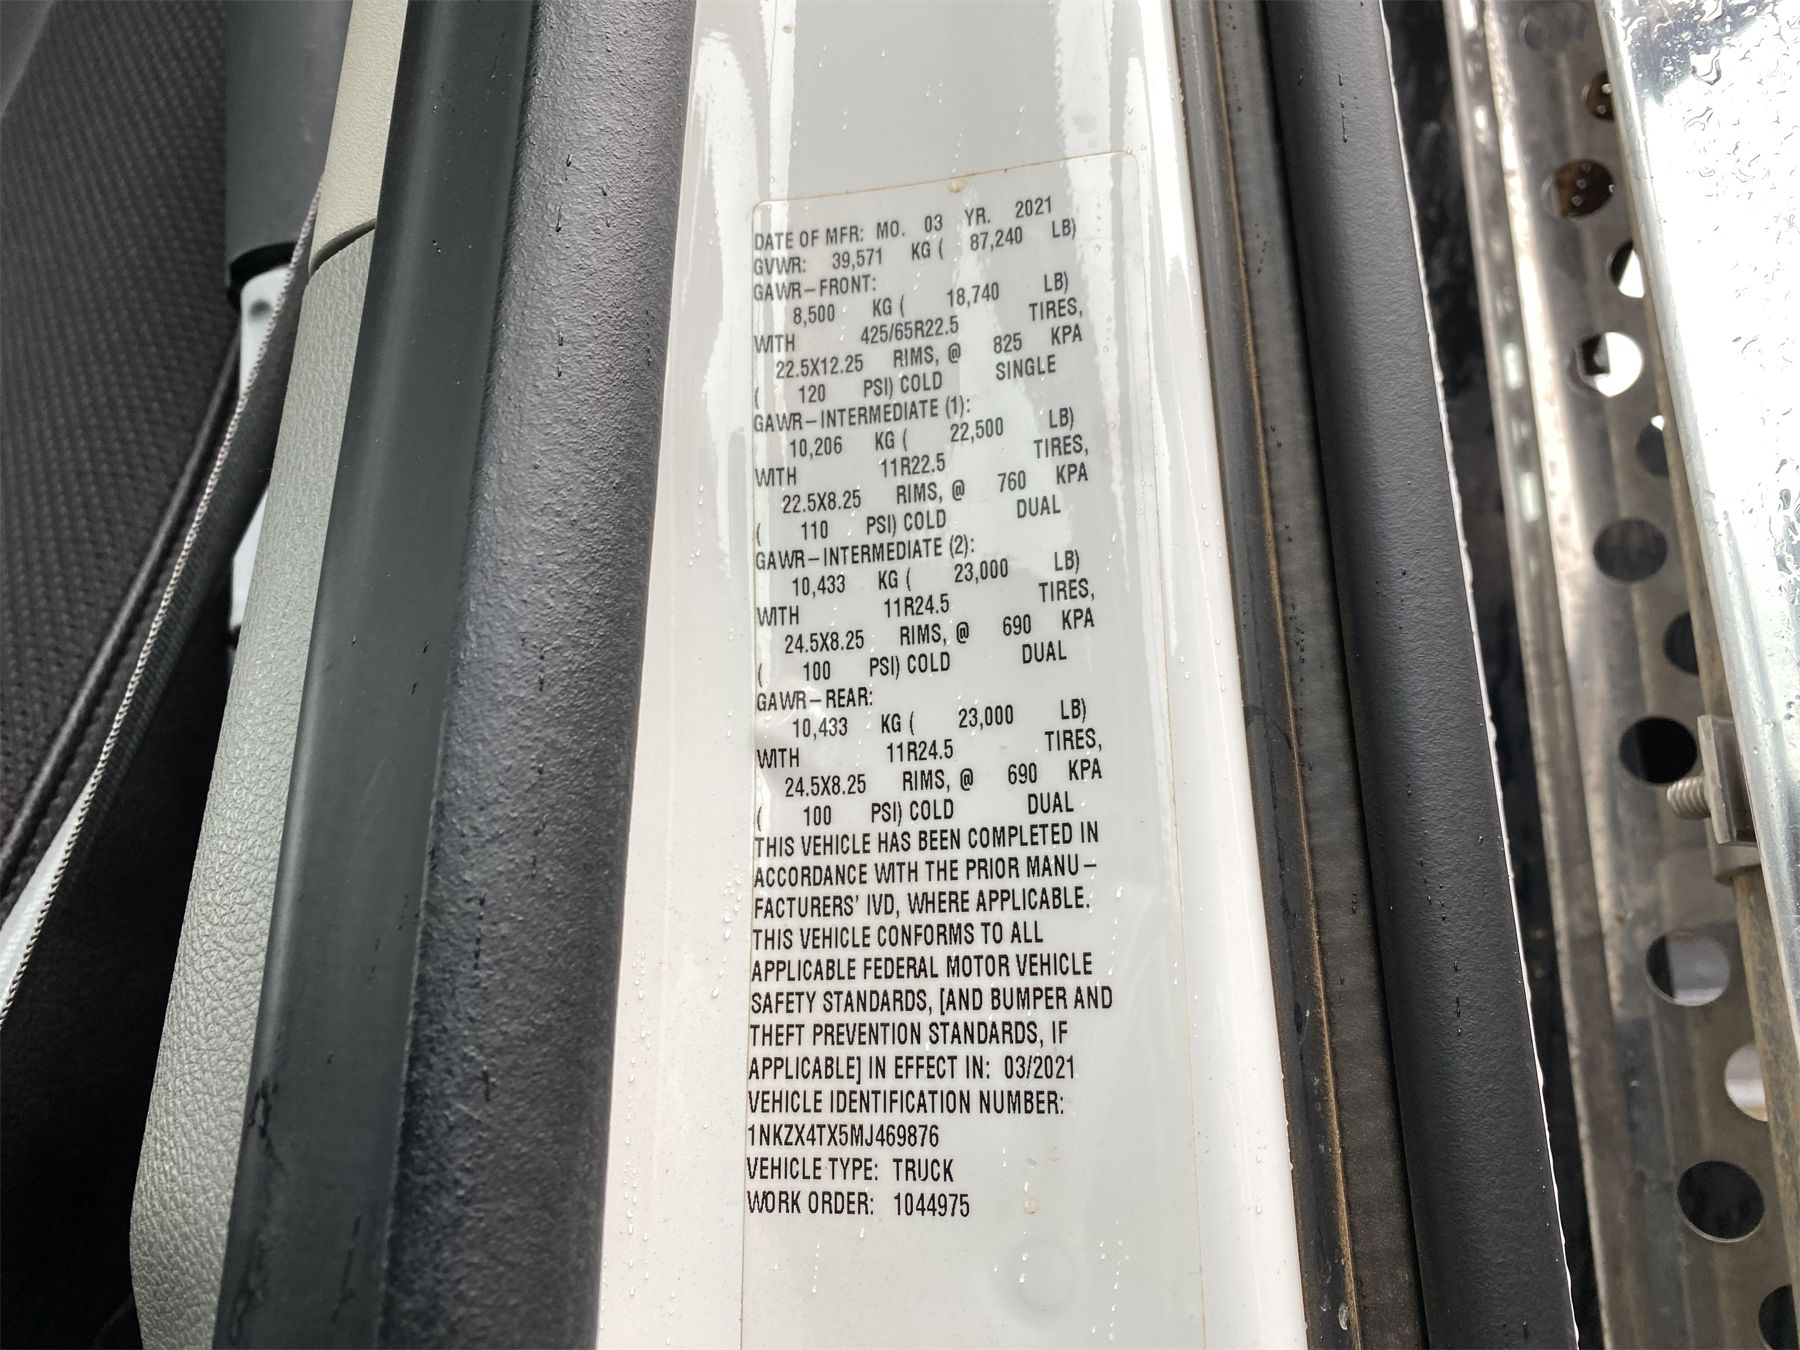 DATE OF MFR: MO. 03 YR. 2021
GVWR: 39,571 KG ( 87,240 LB)
GAWR-FRONT:
8,500 KG ( 18,740 LB)
WITH 425/65R22.5 TIRES,
22.5X12.25 RIMS, @ 825 KPA
( 120 PSI) COLD SINGLE
GAWR-INTERMEDIATE (1):
10,206 KG ( 22,500 LB)
WITH 11R22.5 TIRES,
22.5X8.25 RIMS, @ 760 KPA
( 110 PSI) COLD DUAL
GAWR-INTERMEDIATE (2):
10,433 KG ( 23,000 LB)
WITH 11R24.5 TIRES,
24.5X8.25 RIMS, @ 690 KPA
( 100 PSI) COLD DUAL
GAWR-REAR:
10,433 KG ( 23,000 LB)
WITH 11R24.5 TIRES,
24.5X8.25 RIMS, @ 690 KPA
( 100 PSI) COLD DUAL
THIS VEHICLE HAS BEEN COMPLETED IN
ACCORDANCE WITH THE PRIOR MANU-
FACTURERS' IVD, WHERE APPLICABLE.
THIS VEHICLE CONFORMS TO ALL
APPLICABLE FEDERAL MOTOR VEHICLE
SAFETY STANDARDS, [AND BUMPER AND
THEFT PREVENTION STANDARDS, IF
APPLICABLE] IN EFFECT IN: 03/2021
VEHICLE IDENTIFICATION NUMBER:
1NKZX4TX5MJ469876
VEHICLE TYPE: TRUCK
WORK ORDER: 1044975